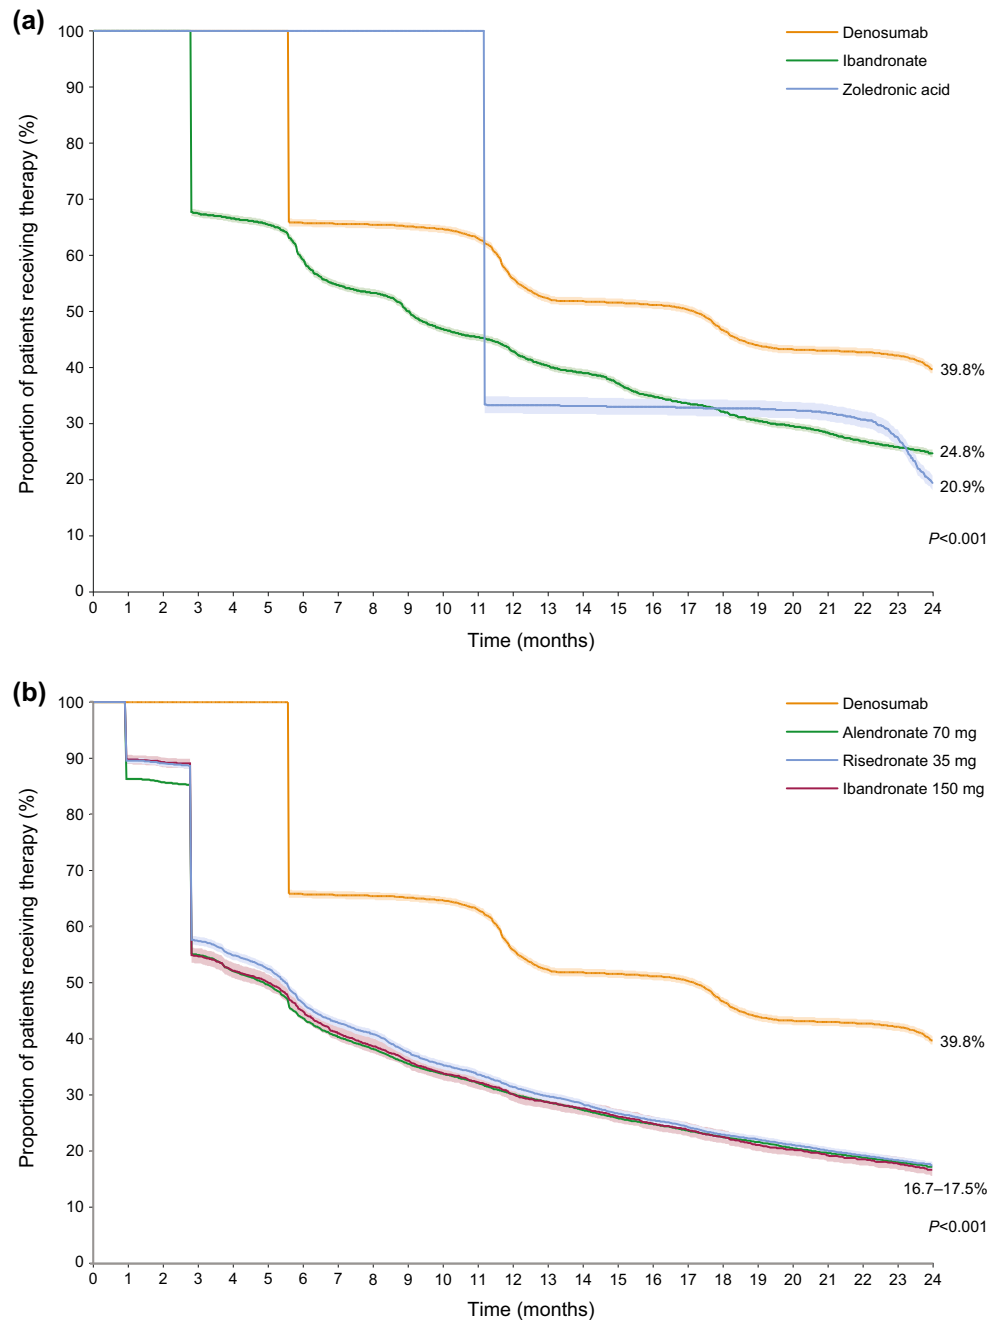 (a)
Denosumab
Ibandronate
Zoledronic acid
Proportion of patients receiving therapy (%)
100
90
80
70
60
50
40
30
20
10
0
39.8%
24.8%
20.9%
P<0.001
0 1 2 3 4 5 6 7 8 9 10 11 12 13 14 15 16 17 18 19 20 21 22 23 24
Time (months)
(b)
Denosumab
Alendronate 70 mg
Risedronate 35 mg
Ibandronate 150 mg
Proportion of patients receiving therapy (%)
100
90
80
70
60
50
40
30
20
10
0
39.8%
16.7–17.5%
P<0.001
0 1 2 3 4 5 6 7 8 9 10 11 12 13 14 15 16 17 18 19 20 21 22 23 24
Time (months)